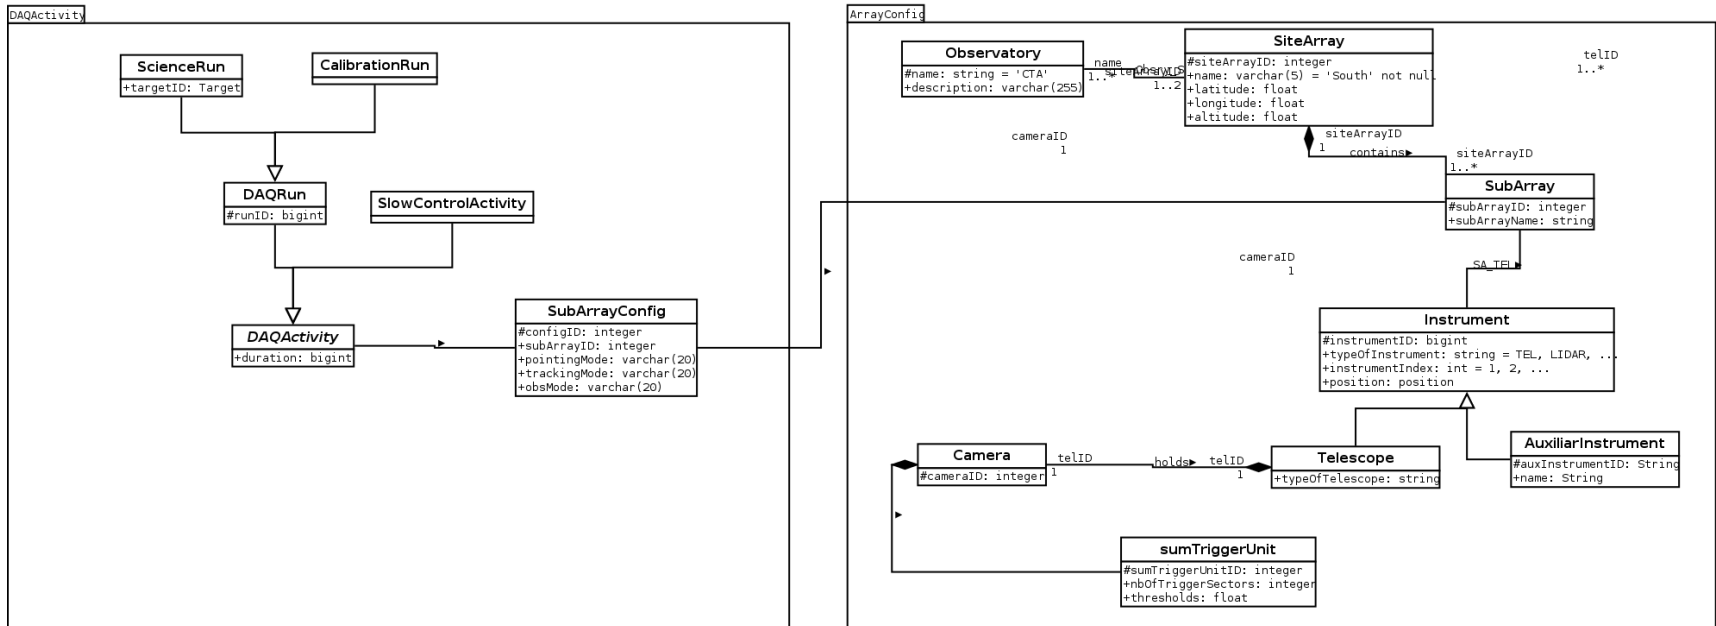 DAQActivity
ScienceRun
+targetID: Target
CalibrationRun
DAQRun
#runID: bigint
SlowControlActivity
DAQActivity
+duration: bigint
SubArrayConfig
#configID: integer
+subArrayID: integer
+pointingMode: varchar(20)
+trackingMode: varchar(20)
+obsMode: varchar(20)
ArrayConfig
Observatory
#name: string = 'CTA'
+description: varchar(255)
name
1..*
siteArrayID
1..2
SiteArray
#siteArrayID: integer
+name: varchar(5) = 'South' not null
+latitude: float
+longitude: float
+altitude: float
telID
1..*
cameraID
1
siteArrayID
1
contains
siteArrayID
1..*
SubArray
#subArrayID: integer
+subArrayName: string
cameraID
1
SA_TEL
Instrument
#instrumentID: bigint
+typeOfInstrument: string = TEL, LIDAR, ...
+instrumentIndex: int = 1, 2, ...
+position: position
Camera
#cameraID: integer
telID
1
holds
telID
1
Telescope
+typeOfTelescope: string
AuxiliarInstrument
#auxInstrumentID: String
+name: String
sumTriggerUnit
#sumTriggerUnitID: integer
+nbOfTriggerSectors: integer
+thresholds: float